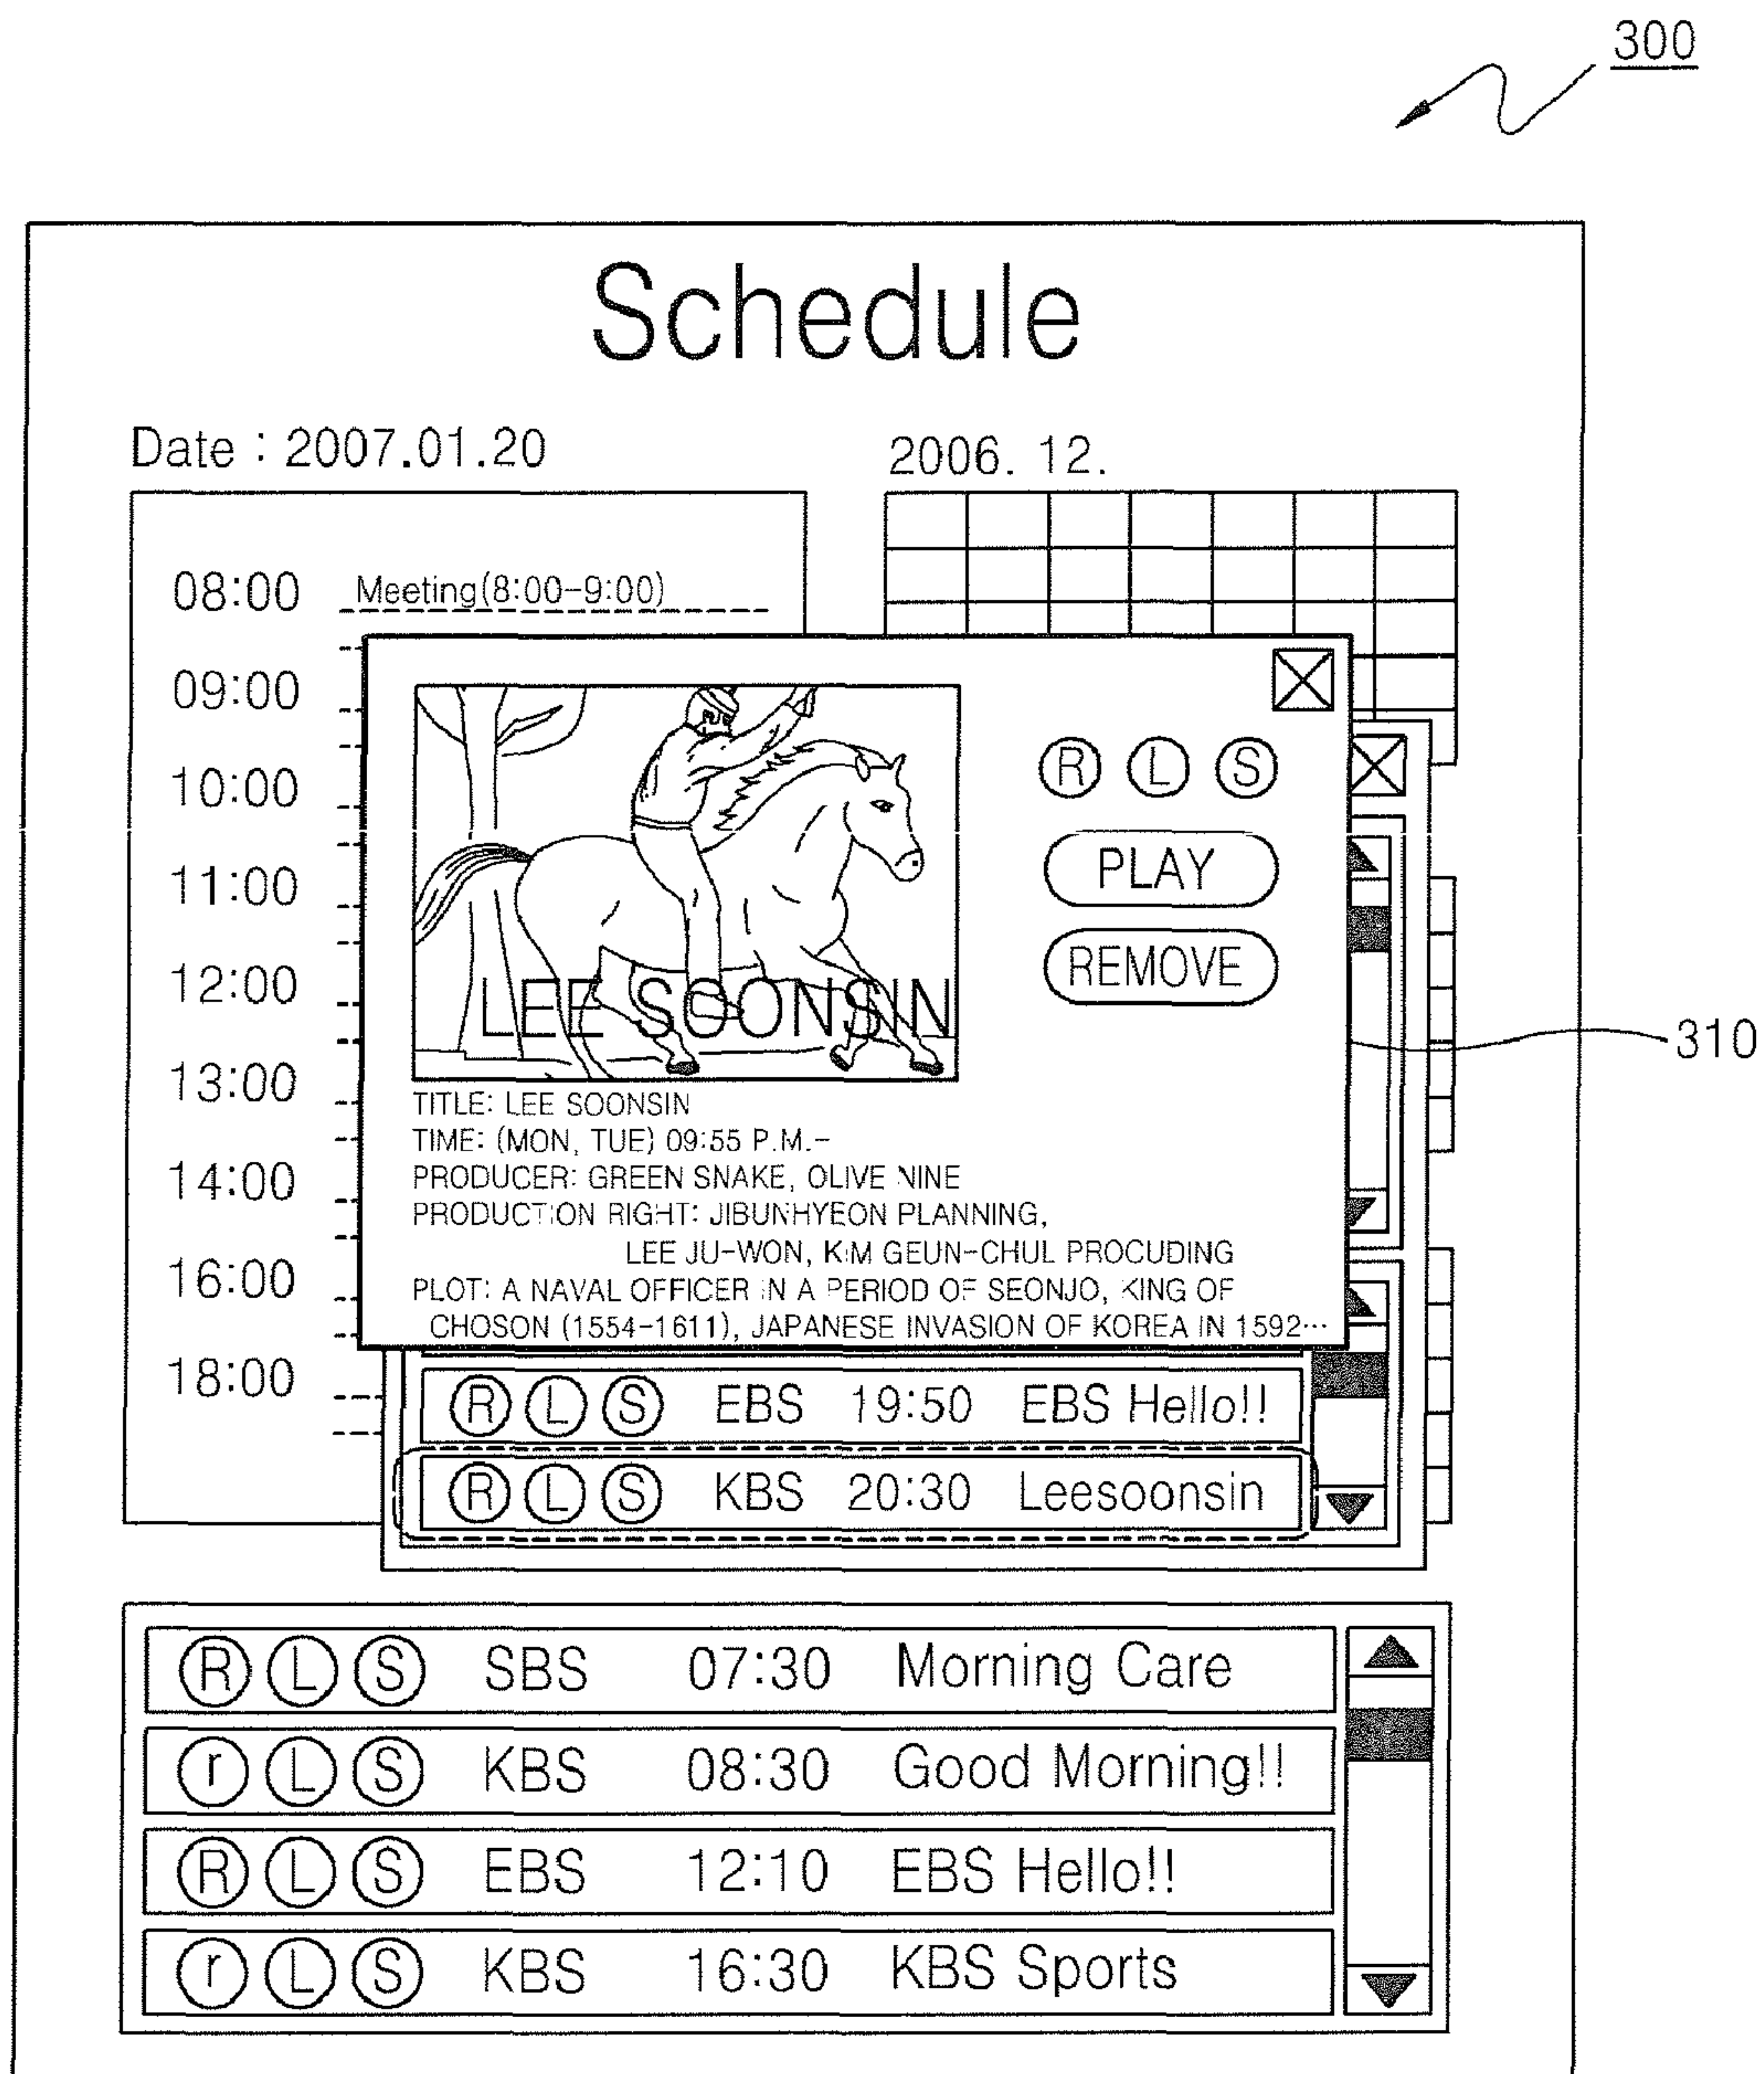 300
Schedule
Date : 2007.01.20
2006. 12.
08:00 Meeting(8:00-9:00)
09:00
10:00
11:00
12:00
13:00
14:00
16:00
18:00
R L S
PLAY
REMOVE
LEE SOONSIN
310
TITLE: LEE SOONSIN
TIME: (MON, TUE) 09:55 P.M.-
PRODUCER: GREEN SNAKE, OLIVE NINE
PRODUCTION RIGHT: JIBUNHYEON PLANNING,
LEE JU-WON, KIM GEUN-CHUL PROCUDING
PLOT: A NAVAL OFFICER IN A PERIOD OF SEONJO, KING OF
CHOSON (1554-1611), JAPANESE INVASION OF KOREA IN 1592...
R L S EBS 19:50 EBS Hello!!
R L S KBS 20:30 Leesoonsin
R L S SBS 07:30 Morning Care
r L S KBS 08:30 Good Morning!!
R L S EBS 12:10 EBS Hello!!
r L S KBS 16:30 KBS Sports